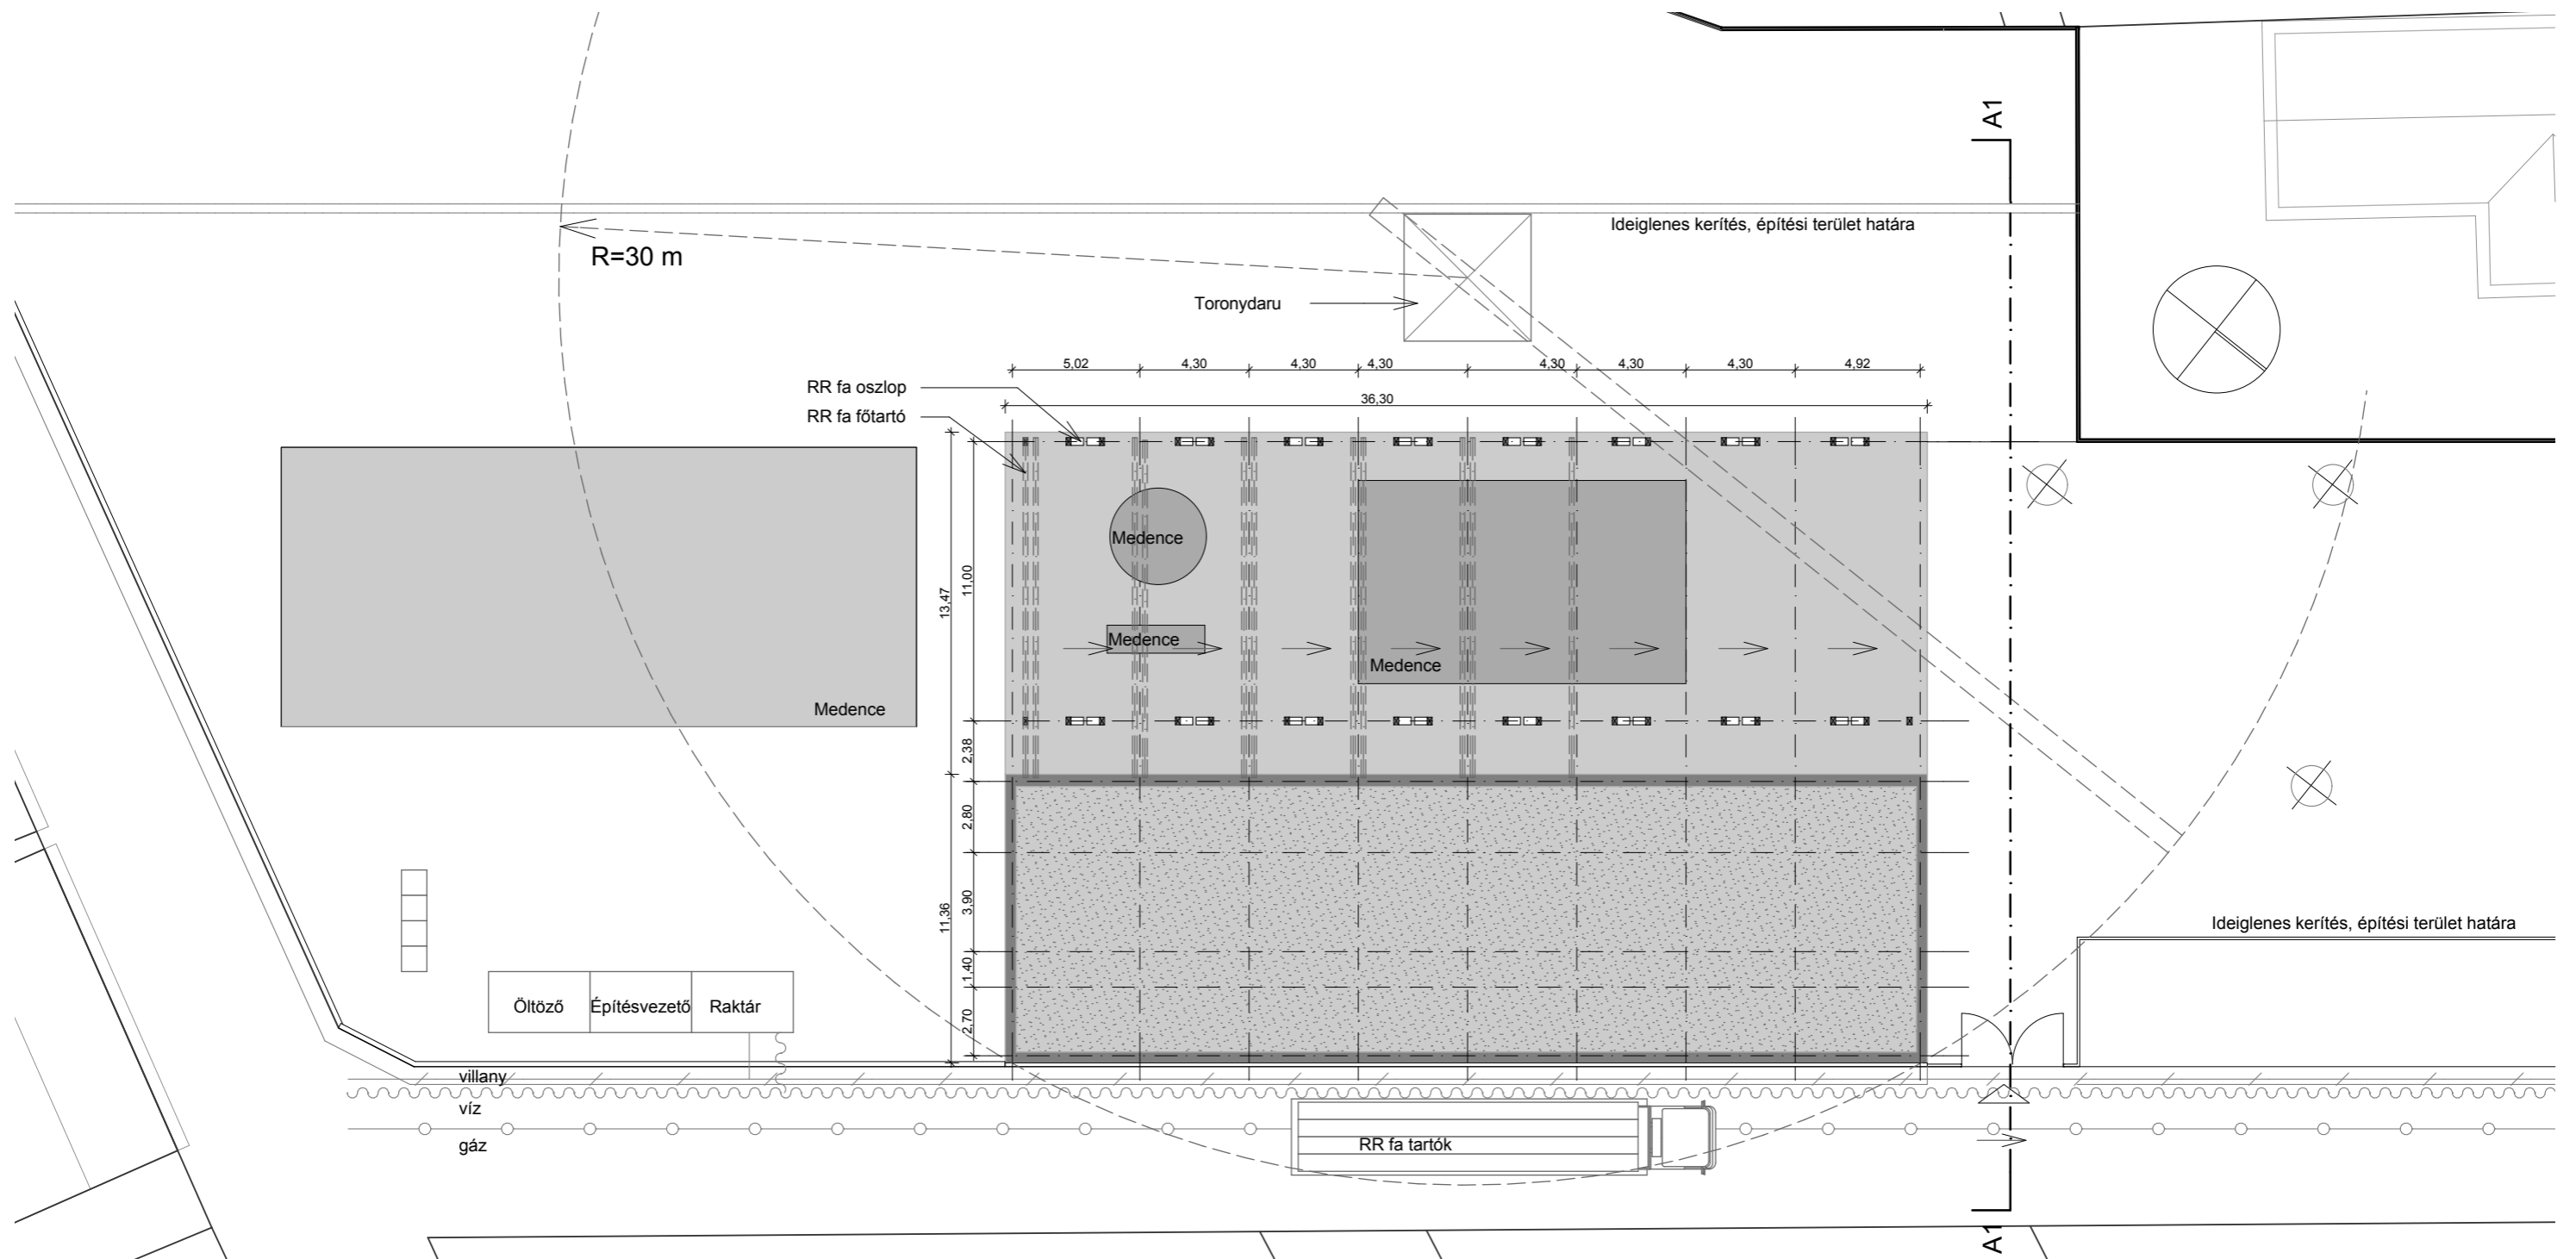 A1
Ideiglenes kerítés, építési terület határa
R=30 m
Toronydaru
5,02
4,30
4,30
4,30
4,30
4,30
4,30
4,92
RR fa oszlop
36,30
RR fa főtartó
Medence
11,00
13,47
Medence
Medence
Medence
2,38
2,80
3,90
11,36
1,40
2,70
Ideiglenes kerítés, építési terület határa
Öltöző
Építésvezető
Raktár
villany
víz
gáz
RR fa tartók
A1